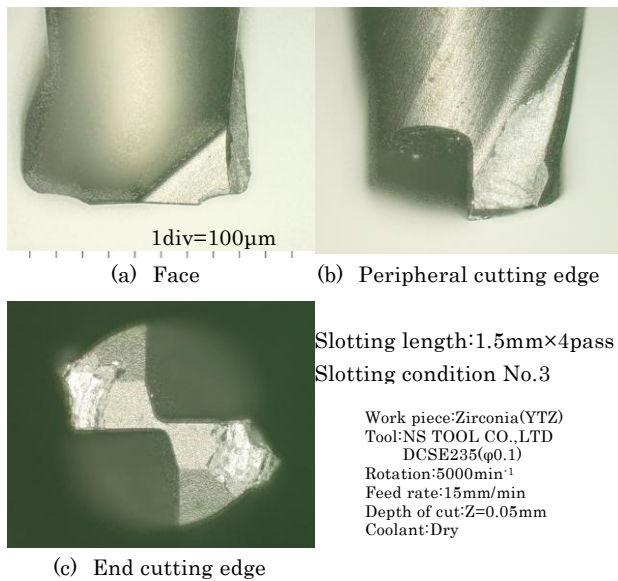 1div=100μm
(a) Face
(b) Peripheral cutting edge
Slotting length:1.5mm×4pass
Slotting condition No.3
Work piece:Zirconia(YTZ)
Tool:NS TOOL CO.,LTD
DCSE235(φ0.1)
Rotation:5000min⁻¹
Feed rate:15mm/min
Depth of cut:Z=0.05mm
Coolant:Dry
(c) End cutting edge